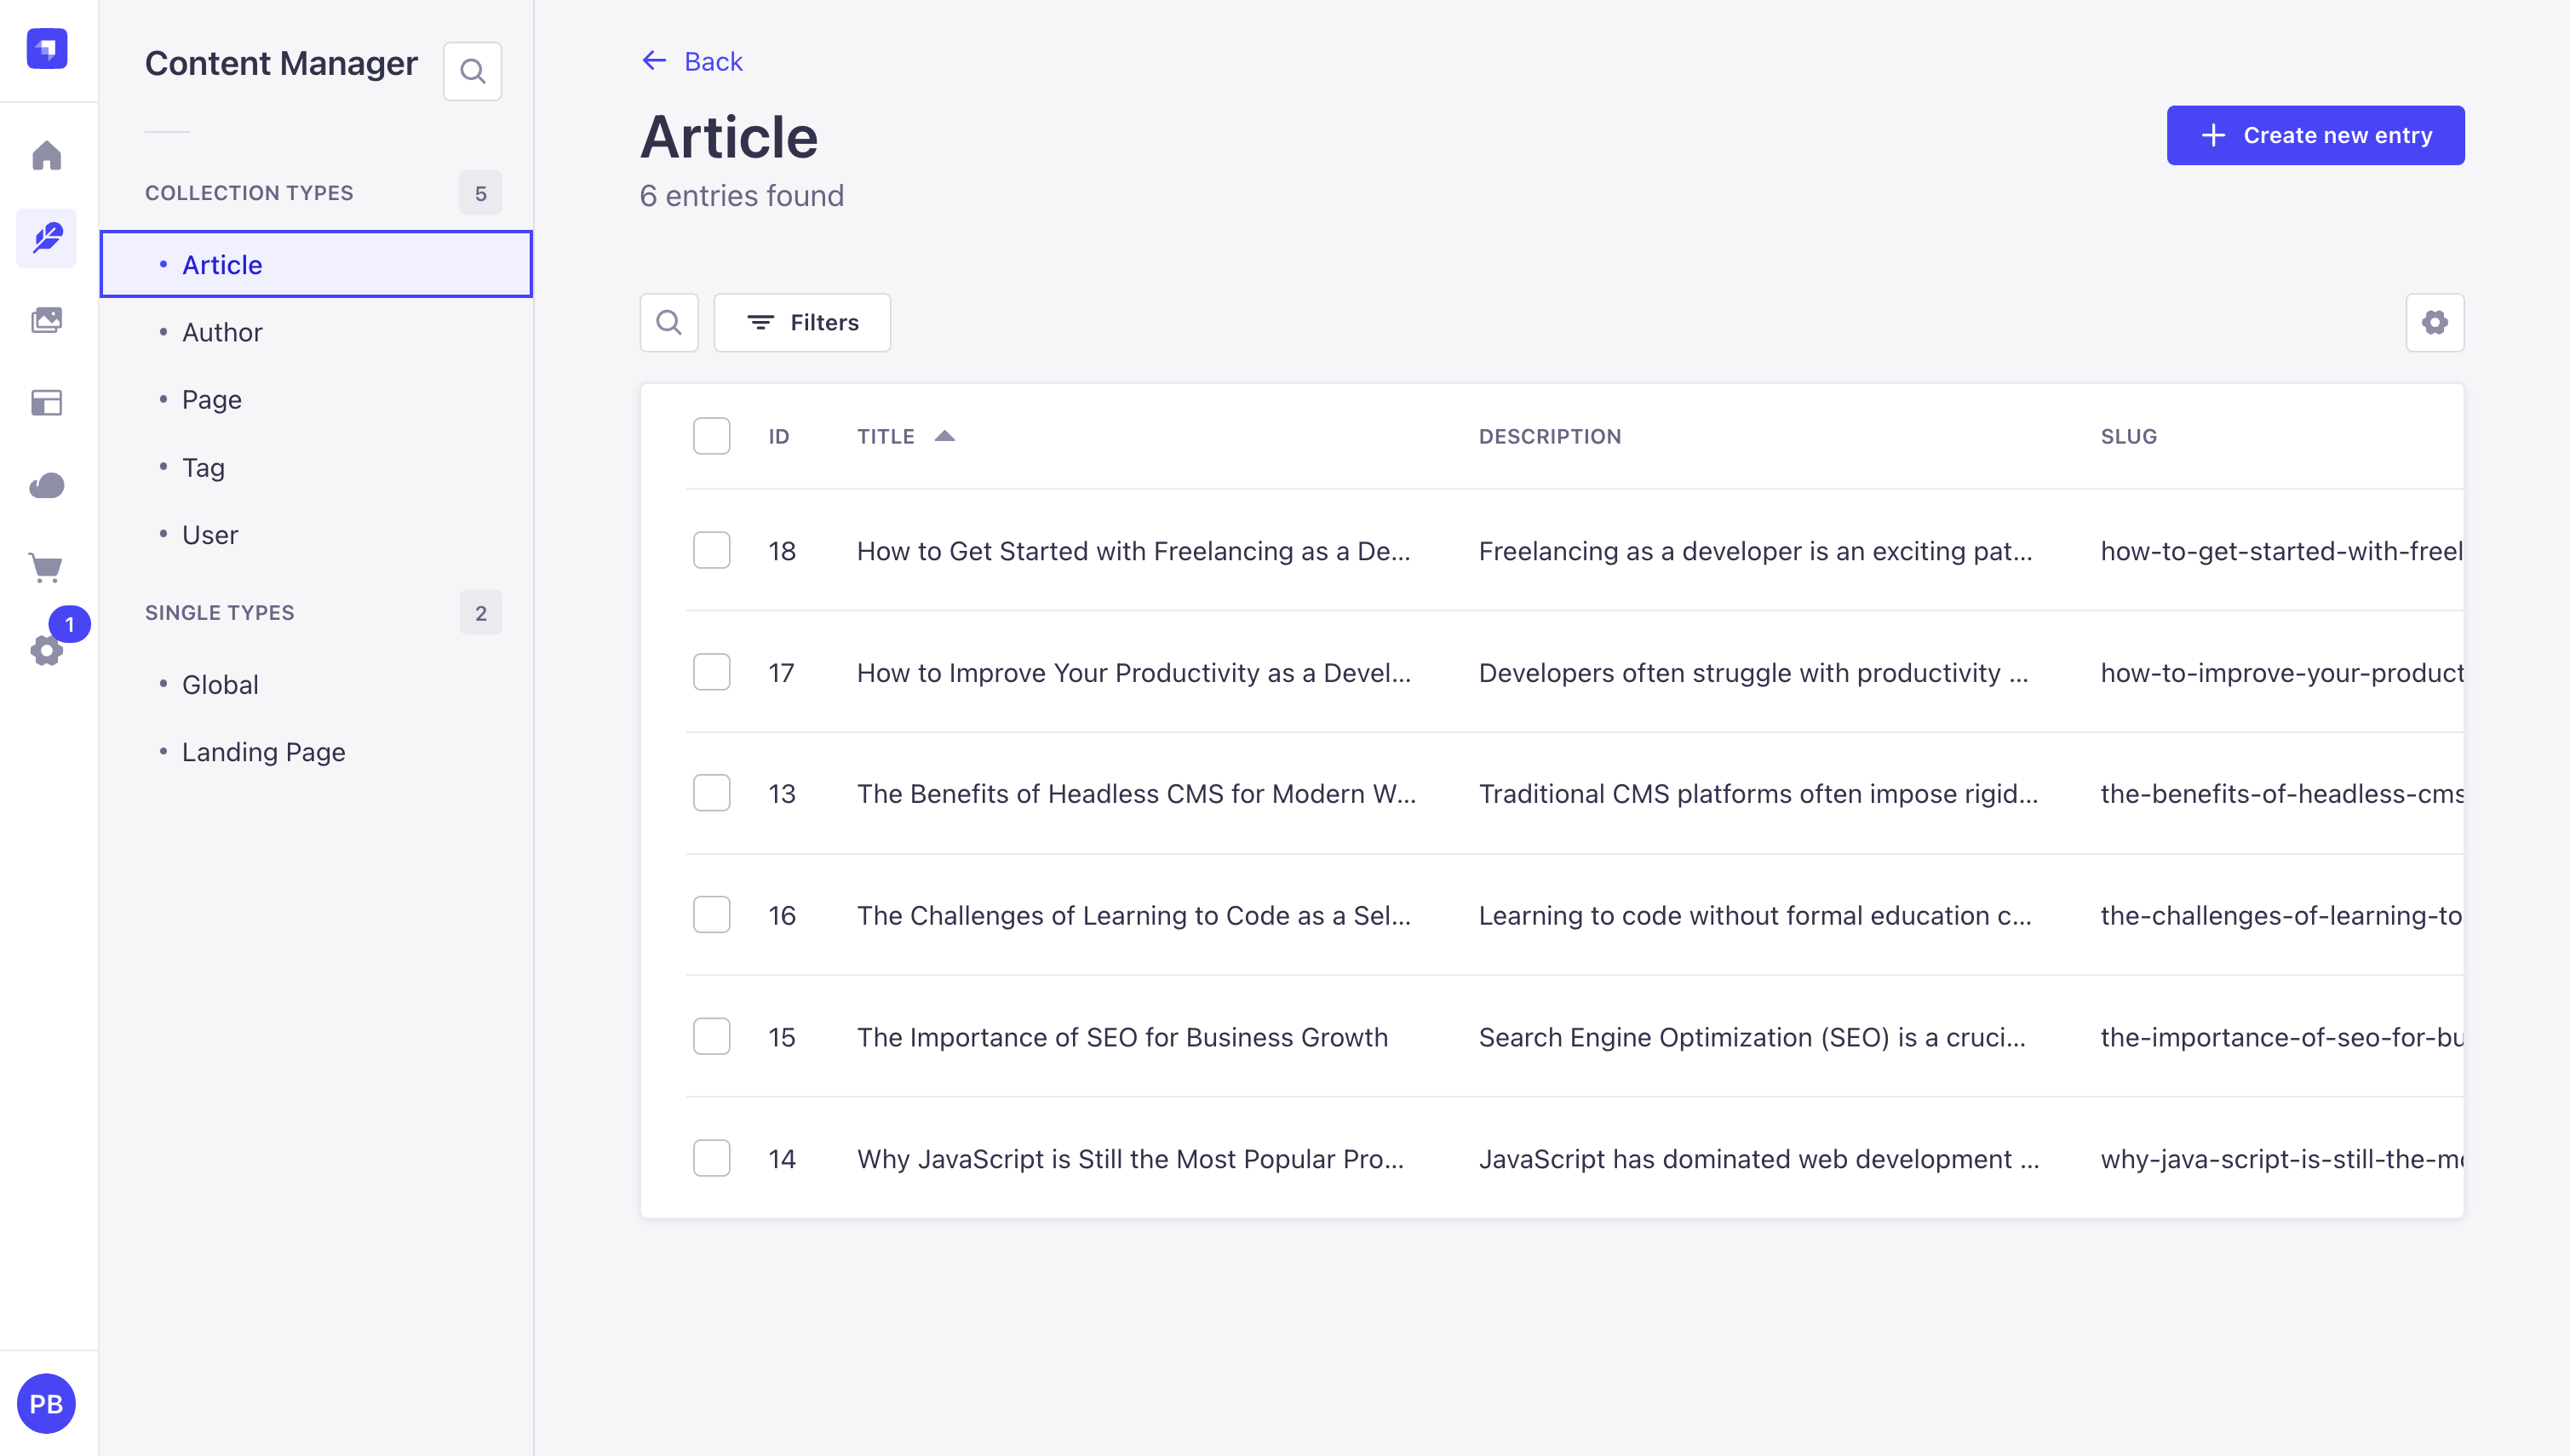 Content Manager
COLLECTION TYPES 5
Article
Author
Page
Tag
User
SINGLE TYPES 2
Global
Landing Page
1
PB
Back
Article
6 entries found
Create new entry
Filters
ID TITLE DESCRIPTION SLUG
18 How to Get Started with Freelancing as a De... Freelancing as a developer is an exciting pat... how-to-get-started-with-freel
17 How to Improve Your Productivity as a Devel... Developers often struggle with productivity ... how-to-improve-your-product
13 The Benefits of Headless CMS for Modern W... Traditional CMS platforms often impose rigid... the-benefits-of-headless-cms
16 The Challenges of Learning to Code as a Sel... Learning to code without formal education c... the-challenges-of-learning-to
15 The Importance of SEO for Business Growth Search Engine Optimization (SEO) is a cruci... the-importance-of-seo-for-bu
14 Why JavaScript is Still the Most Popular Pro... JavaScript has dominated web development ... why-java-script-is-still-the-m